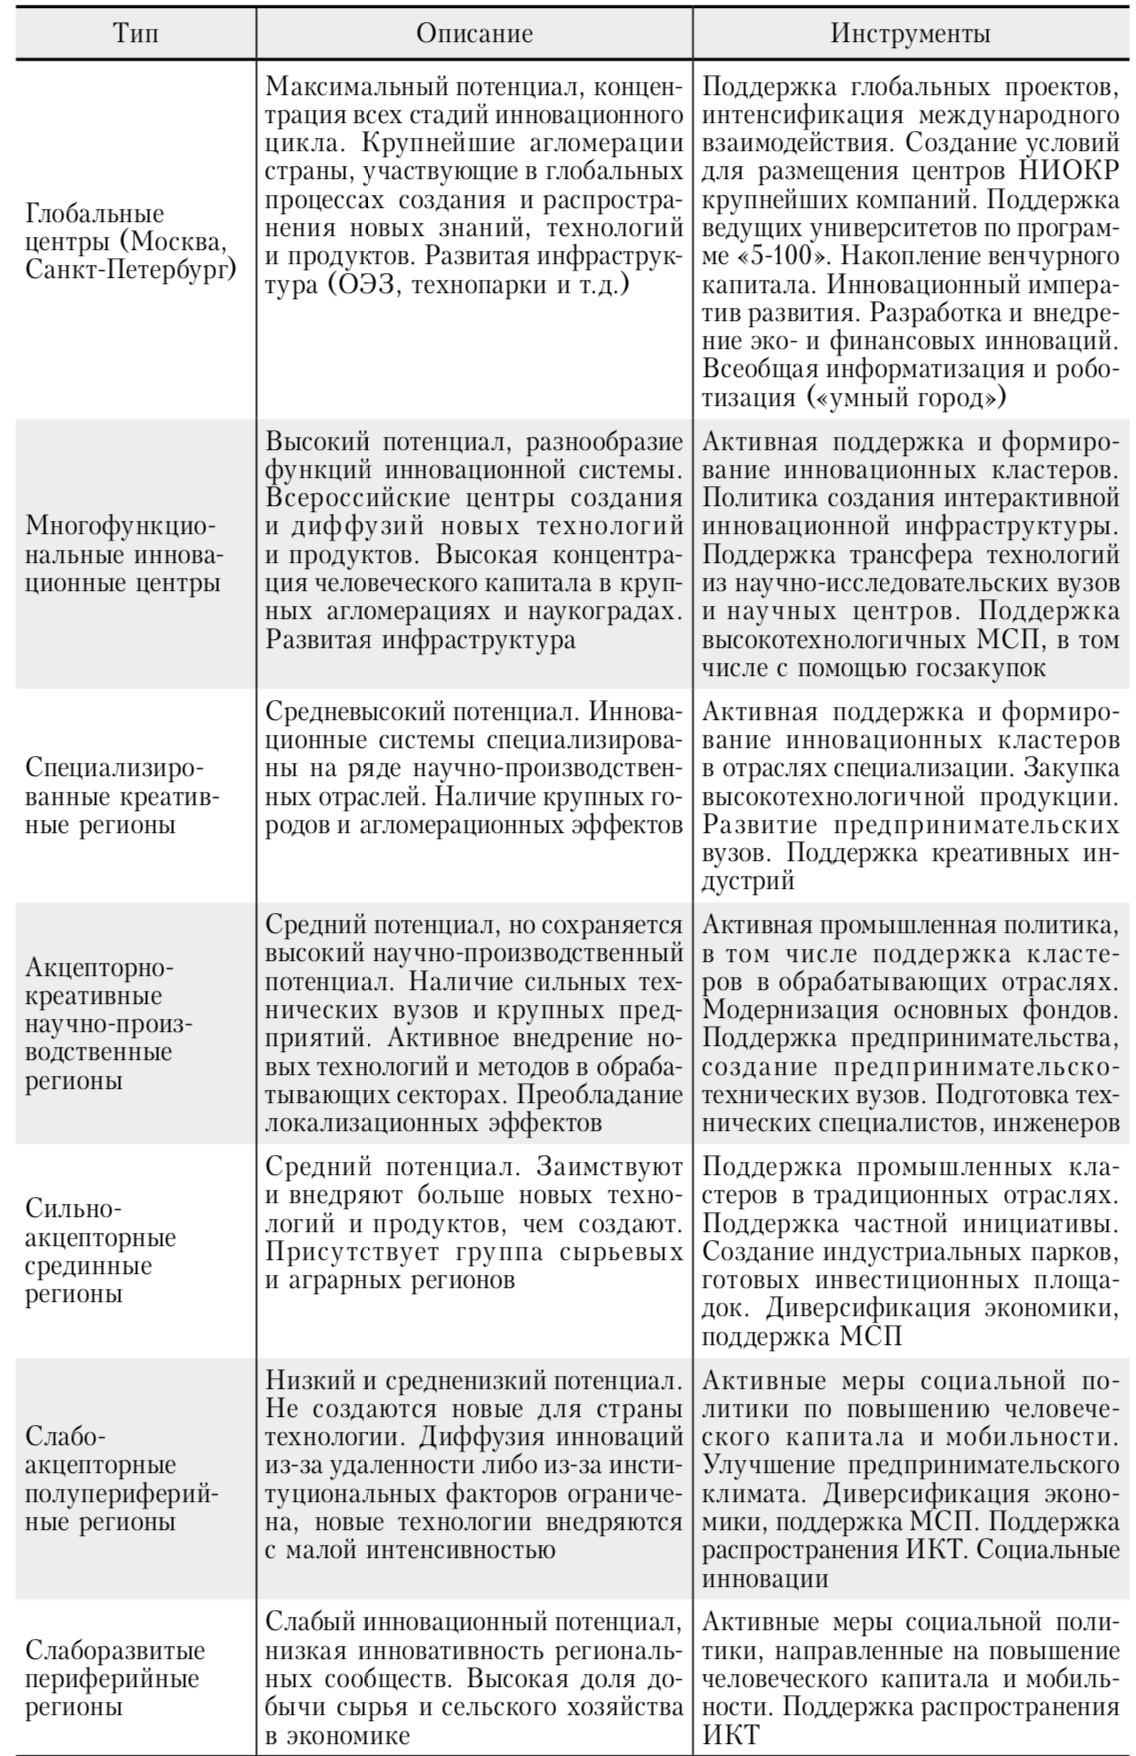 Тип
Описание
Инструменты
Глобальные
центры (Москва,
Санкт-Петербург)
Максимальный потенциал, концен-
трация всех стадий инновационного
цикла. Крупнейшие агломерации
страны, участвующие в глобальных
процессах создания и распростра-
нения новых знаний, технологий
и продуктов. Развитая инфраструк-
тура (ОЭЗ, технопарки и т.д.)
Поддержка глобальных проектов,
интенсификация международного
взаимодействия. Создание условий
для размещения центров НИОКР
крупнейших компаний. Поддержка
ведущих университетов по програм-
ме «5-100». Накопление венчурного
капитала. Инновационный импера-
тив развития. Разработка и внедре-
ние эко- и финансовых инноваций.
Всеобщая информатизация и робо-
тизация («умный город»)
Многофункцио-
нальные иннова-
ционные центры
Высокий потенциал, разнообразие
функций инновационной системы.
Всероссийские центры создания
и диффузий новых технологий
и продуктов. Высокая концентра-
ция человеческого капитала в круп-
ных агломерациях и наукоградах.
Развитая инфраструктура
Активная поддержка и формиро-
вание инновационных кластеров.
Политика создания интерактивной
инновационной инфраструктуры.
Поддержка трансфера технологий
из научно-исследовательских вузов
и научных центров. Поддержка
высокотехнологичных МСП, в том
числе с помощью госзакупок
Специализиро-
ванные креатив-
ные регионы
Средневысокий потенциал. Иннова-
ционные системы специализирова-
ны на ряде научно-производствен-
ных отраслей. Наличие крупных го-
родов и агломерационных эффектов
Активная поддержка и формиро-
вание инновационных кластеров
в отраслях специализации. Закупка
высокотехнологичной продукции.
Развитие предпринимательских
вузов. Поддержка креативных ин-
дустрий
Акцепторно-
креативные
научно-произ-
водственные
регионы
Средний потенциал, но сохраняется
высокий научно-производственный
потенциал. Наличие сильных тех-
нических вузов и крупных пред-
приятий. Активное внедрение но-
вых технологий и методов в обраба-
тывающих секторах. Преобладание
локализационных эффектов
Активная промышленная политика,
в том числе поддержка класте-
ров в обрабатывающих отраслях.
Модернизация основных фондов.
Поддержка предпринимательства,
создание предпринимательско-
технических вузов. Подготовка тех-
нических специалистов, инженеров
Сильно-
акцепторные
срединные
регионы
Средний потенциал. Заимствуют
и внедряют больше новых техно-
логий и продуктов, чем создают.
Присутствует группа сырьевых
и аграрных регионов
Поддержка промышленных кла-
стеров в традиционных отраслях.
Поддержка частной инициативы.
Создание индустриальных парков,
готовых инвестиционных площа-
док. Диверсификация экономики,
поддержка МСП
Слабо-
акцепторные
полупериферий-
ные регионы
Низкий и средненизкий потенциал.
Не создаются новые для страны
технологии. Диффузия инноваций
из-за удаленности либо из-за инсти-
туциональных факторов ограниче-
на, новые технологии внедряются
с малой интенсивностью
Активные меры социальной по-
литики по повышению человече-
ского капитала и мобильности.
Улучшение предпринимательского
климата. Диверсификация эконо-
мики, поддержка МСП. Поддержка
распространения ИКТ. Социальные
инновации
Слаборазвитые
периферийные
регионы
Слабый инновационный потенциал,
низкая инновативность региональ-
ных сообществ. Высокая доля до-
бычи сырья и сельского хозяйства
в экономике
Активные меры социальной поли-
тики, направленные на повышение
человеческого капитала и мобиль-
ности. Поддержка распространения
ИКТ